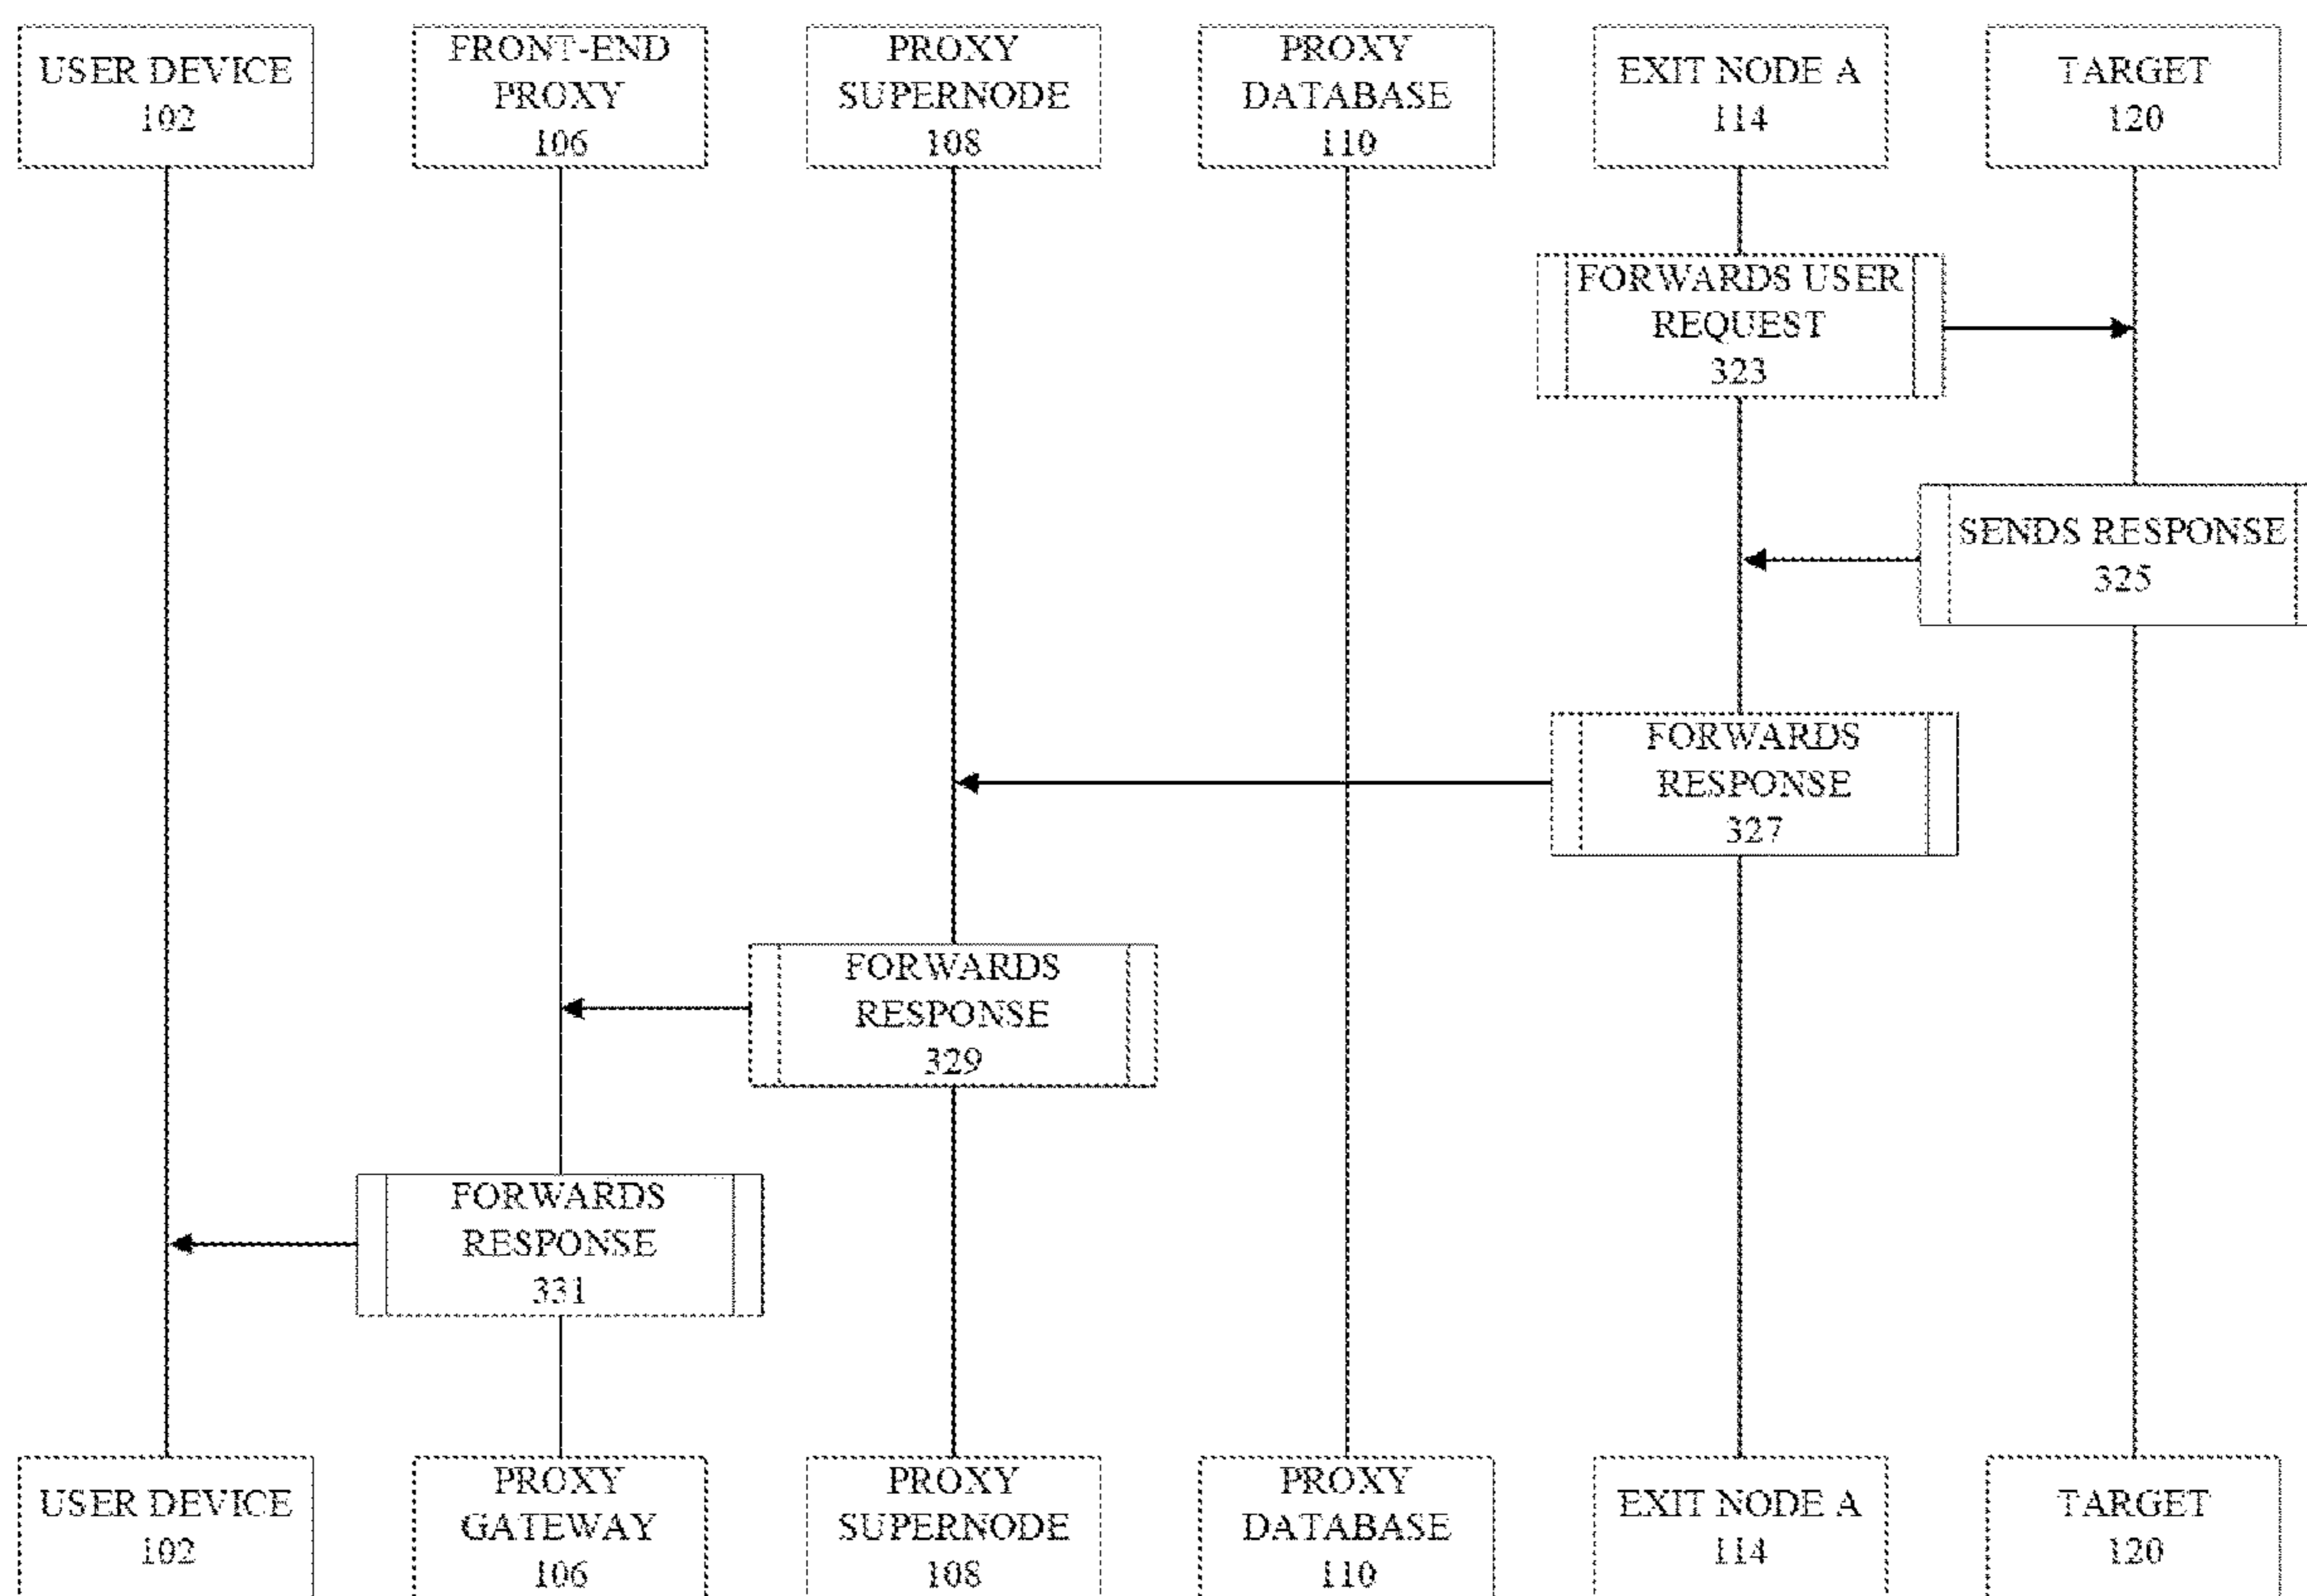 USER DEVICE
102
FRONT-END
PROXY
106
PROXY
SUPERNODE
108
PROXY
DATABASE
110
EXIT NODE A
114
TARGET
120
FORWARDS USER
REQUEST
323
SENDS RESPONSE
325
FORWARDS
RESPONSE
327
FORWARDS
RESPONSE
329
FORWARDS
RESPONSE
331
USER DEVICE
102
PROXY
GATEWAY
106
PROXY
SUPERNODE
108
PROXY
DATABASE
110
EXIT NODE A
114
TARGET
120